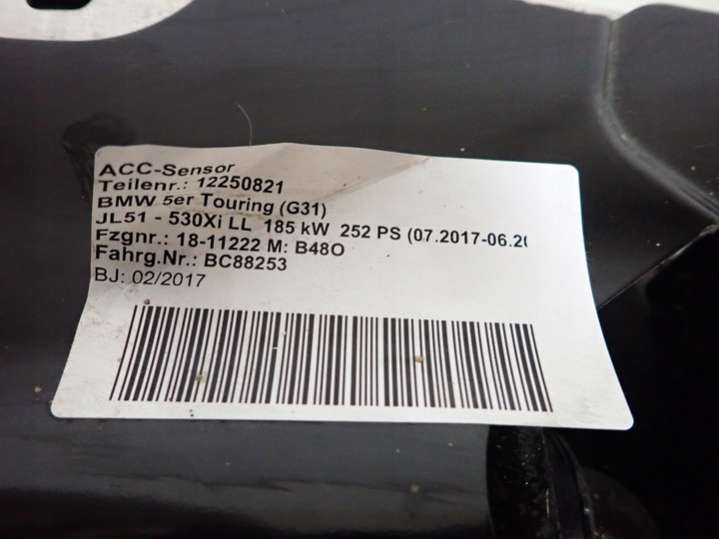 ACC-Sensor
Teilenr.: 12250821
BMW 5er Touring (G31)
JL51 - 530Xi LL 185 kW 252 PS (07.2017-06.20
Fzgnr.: 18-11222 M: B48O
Fahrg.Nr.: BC88253
BJ: 02/2017